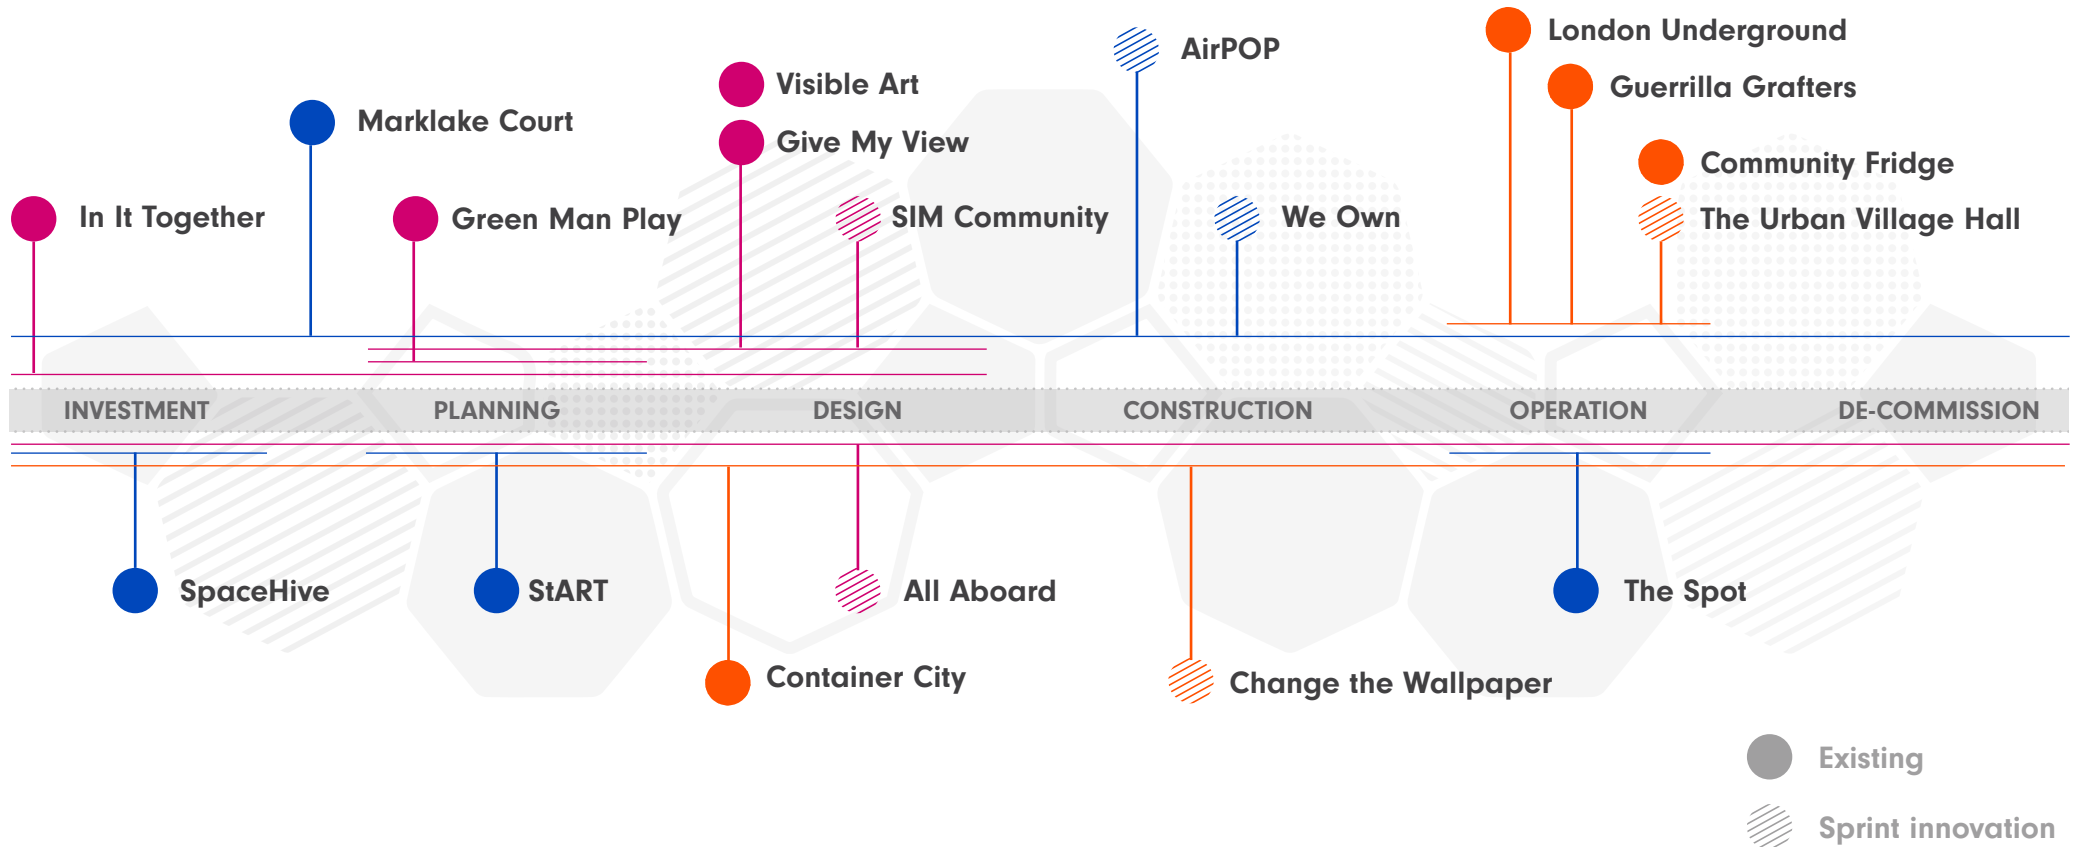 London Underground
AirPOP
Visible Art
Guerrilla Grafters
Marklake Court
Give My View
Community Fridge
In It Together
Green Man Play
SIM Community
We Own
The Urban Village Hall
INVESTMENT
PLANNING
DESIGN
CONSTRUCTION
OPERATION
DE-COMMISSION
SpaceHive
StART
All Aboard
The Spot
Container City
Change the Wallpaper
Existing
Sprint innovation